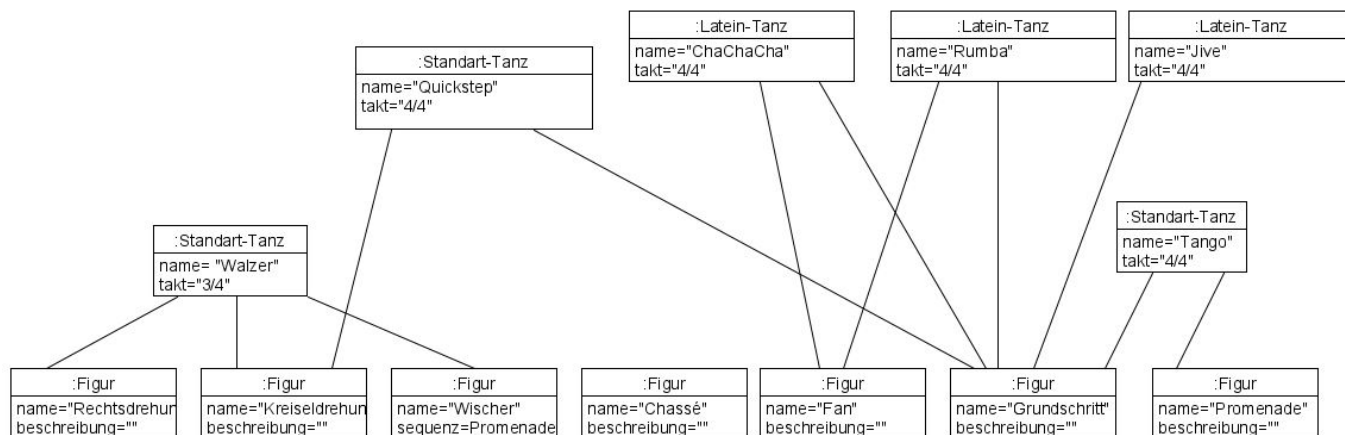 :Latein-Tanz
name="ChaChaCha"
takt="4/4"
:Latein-Tanz
name="Rumba"
takt="4/4"
:Latein-Tanz
name="Jive"
takt="4/4"
:Standart-Tanz
name="Quickstep"
takt="4/4"
:Standart-Tanz
name="Tango"
takt="4/4"
:Standart-Tanz
name= "Walzer"
takt="3/4"
:Figur
name="Rechtsdrehun
beschreibung=""
:Figur
name="Kreiseldrehun
beschreibung=""
:Figur
name="Wischer"
sequenz=Promenade
:Figur
name="Chassé"
beschreibung=""
:Figur
name="Fan"
beschreibung=""
:Figur
name="Grundschritt"
beschreibung=""
:Figur
name="Promenade"
beschreibung=""